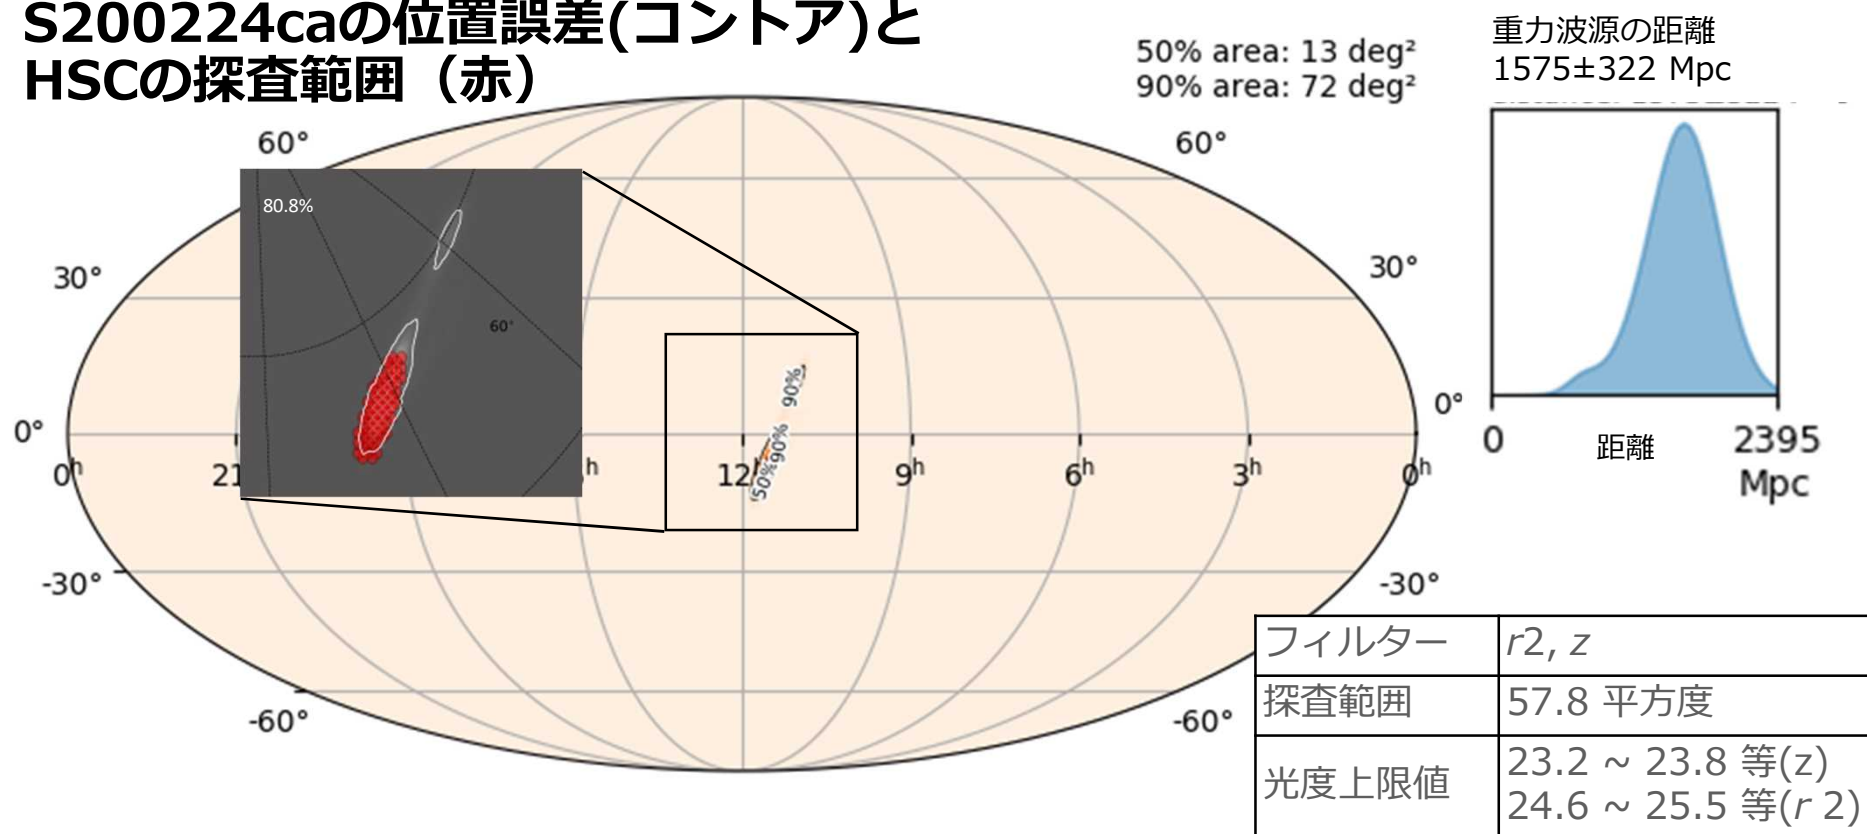 S200224caの位置誤差(コントア)と
HSCの探査範囲（赤）
50% area: 13 deg²
90% area: 72 deg²
重力波源の距離
1575±322 Mpc
60°
60°
80.8%
60°
30°
30°
0°
0°
0ʰ
21
ʰ
12ʰ
9ʰ
6ʰ
3ʰ
0ʰ
90%
90%
50%
-30°
-30°
-60°
-60°
0
距離
2395
Mpc
フィルター r2, z
探査範囲 57.8 平方度
光度上限値 23.2 ~ 23.8 等(z)
24.6 ~ 25.5 等(r 2)